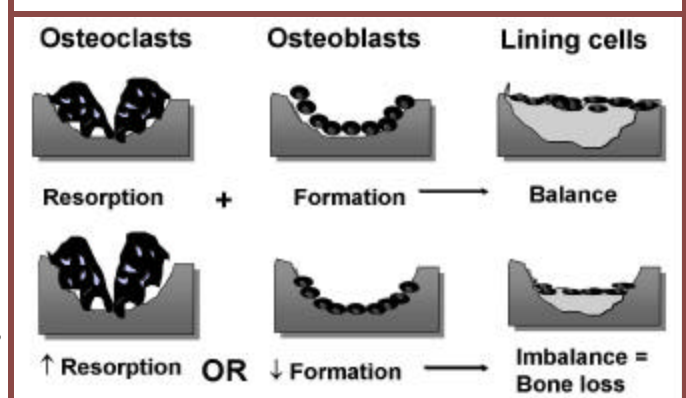 Osteoclasts Osteoblasts Lining cells
Resorption + Formation → Balance
↑ Resorption OR ↓ Formation → Imbalance =
Bone loss